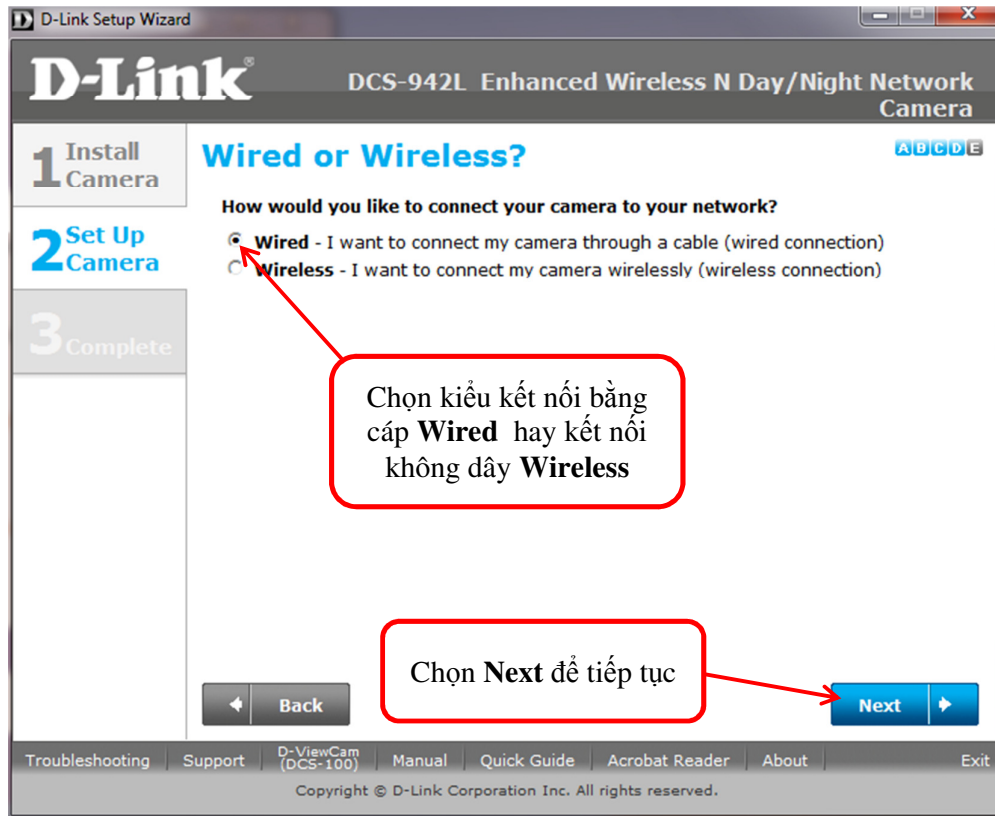 D-Link Setup Wizard
D-Link®
DCS-942L Enhanced Wireless N Day/Night Network
Camera
1 Install
Camera
2 Set Up
Camera
3 Complete
Wired or Wireless?
A B C D E
How would you like to connect your camera to your network?
Wired - I want to connect my camera through a cable (wired connection)
Wireless - I want to connect my camera wirelessly (wireless connection)
Chọn kiểu kết nối bằng
cáp Wired hay kết nối
không dây Wireless
Chọn Next để tiếp tục
Back
Next
Troubleshooting Support D-ViewCam (DCS-100) Manual Quick Guide Acrobat Reader About Exit
Copyright © D-Link Corporation Inc. All rights reserved.